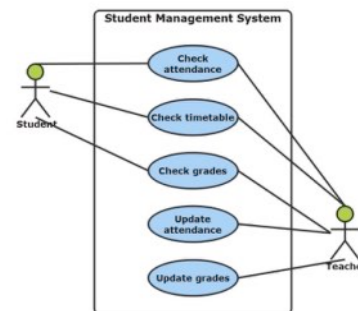 Student Management System
Check
attendance
Student
Check timetable
Check grades
Update
attendance
Teache
Update grades